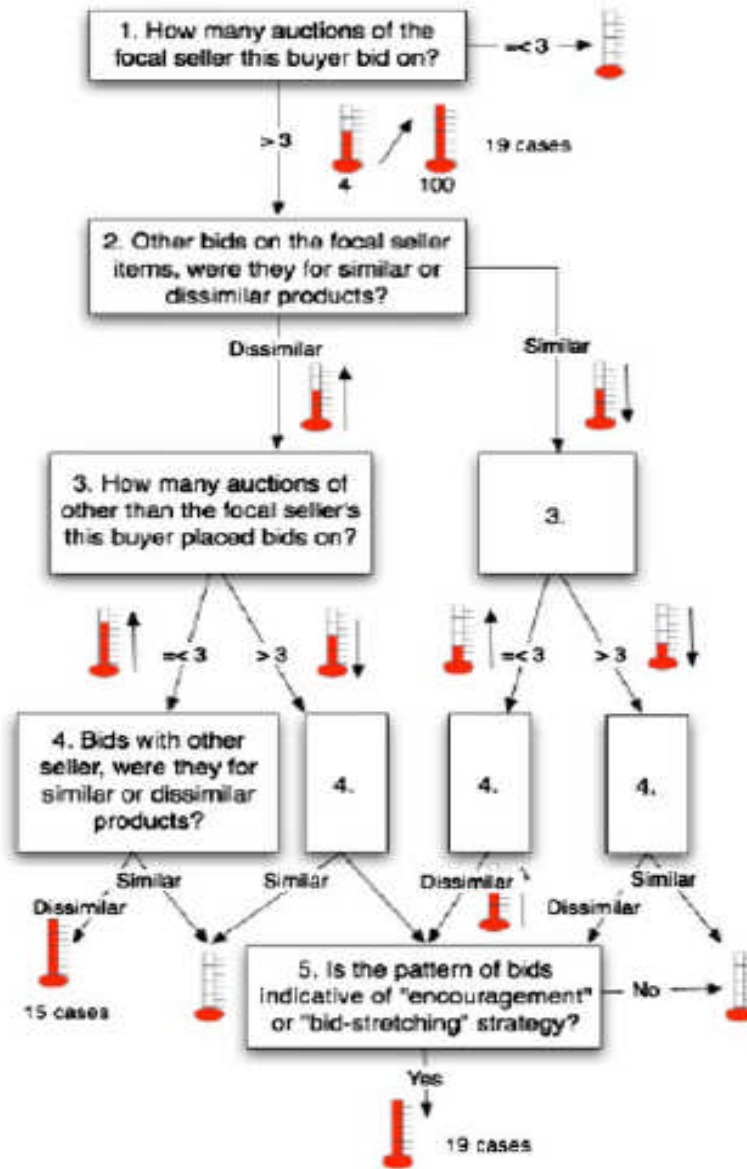 1. How many auctions of the
focal seller this buyer bid on?
=< 3
> 3
4
100
19 cases
2. Other bids on the focal seller
items, were they for similar or
dissimilar products?
Dissimilar
Similar
3. How many auctions of
other than the focal seller's
this buyer placed bids on?
3.
=< 3
> 3
=< 3
> 3
4. Bids with other
seller, were they for
similar or dissimilar
products?
4.
4.
4.
Similar
Similar
Dissimilar
Similar
Dissimilar
Dissimilar
15 cases
5. Is the pattern of bids
indicative of "encouragement"
or "bid-stretching" strategy?
No
Yes
19 cases